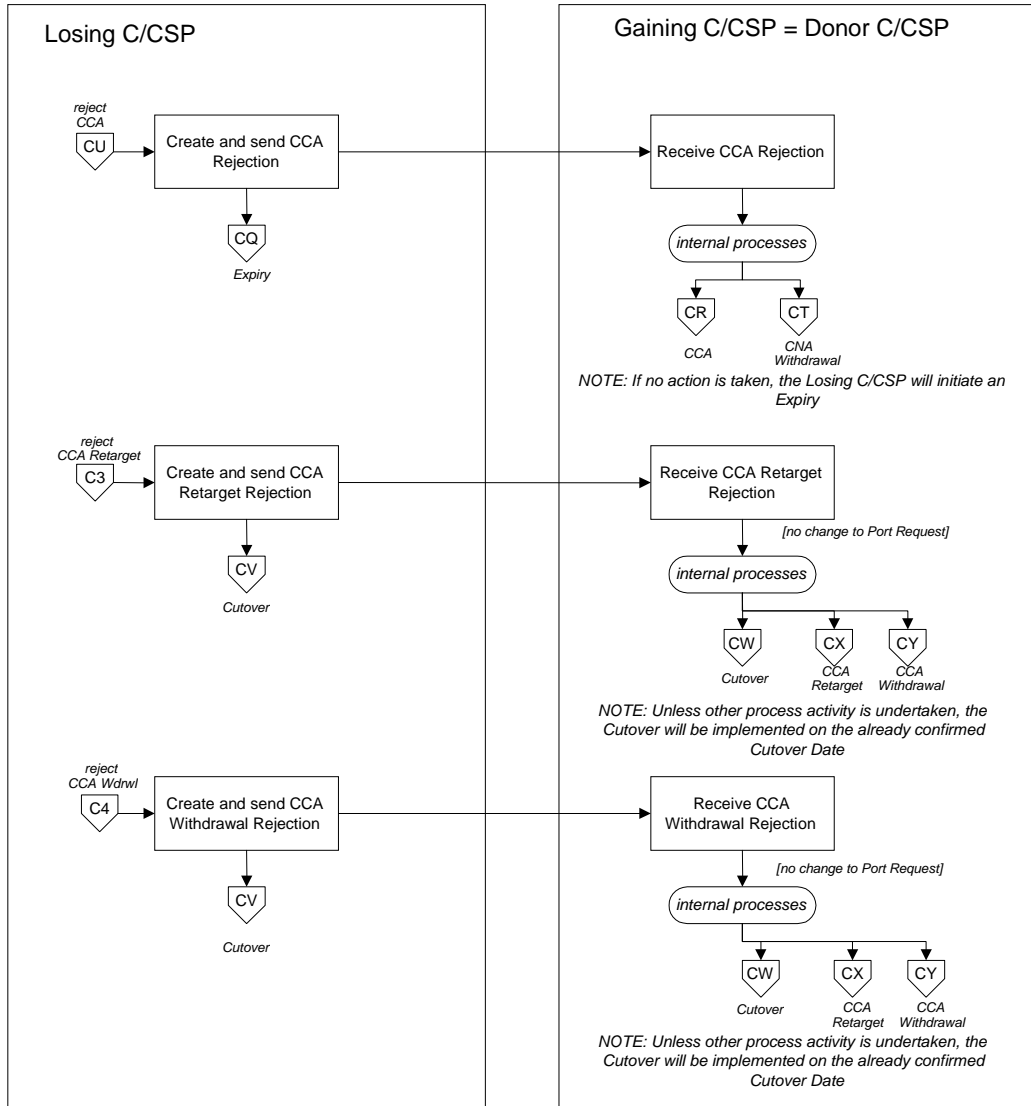 Losing C/CSP
Gaining C/CSP = Donor C/CSP
reject
CCA
CU
Create and send CCA
Rejection
Receive CCA Rejection
CQ
Expiry
internal processes
CR
CT
CCA
CNA
Withdrawal
NOTE: If no action is taken, the Losing C/CSP will initiate an
Expiry
reject
CCA Retarget
C3
Create and send CCA
Retarget Rejection
Receive CCA Retarget
Rejection
[no change to Port Request]
CV
Cutover
internal processes
CW
CX
CY
Cutover
CCA
Retarget
CCA
Withdrawal
NOTE: Unless other process activity is undertaken, the
Cutover will be implemented on the already confirmed
Cutover Date
reject
CCA Wdrwl
C4
Create and send CCA
Withdrawal Rejection
Receive CCA
Withdrawal Rejection
[no change to Port Request]
CV
Cutover
internal processes
CW
CX
CY
Cutover
CCA
Retarget
CCA
Withdrawal
NOTE: Unless other process activity is undertaken, the
Cutover will be implemented on the already confirmed
Cutover Date